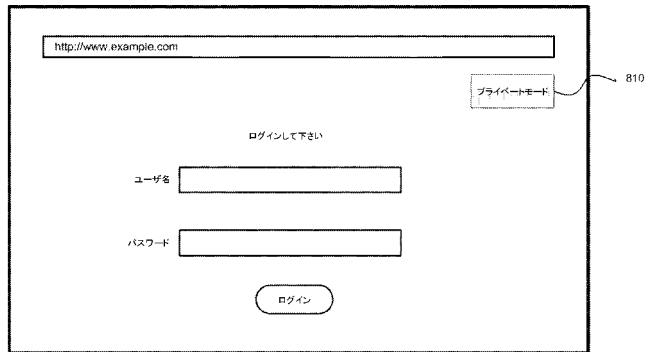 http://www.example.com
プライベートモード
810
ログインして下さい
ユーザ名
パスワード
ログイン